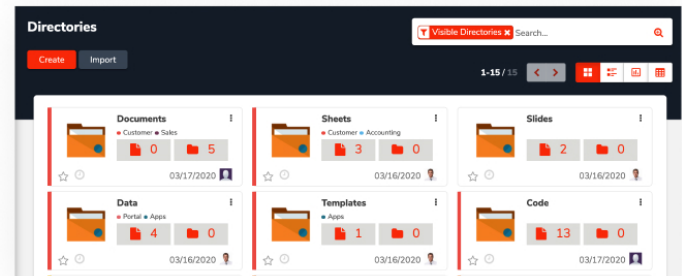 Directories
Visible Directories × Search...
Create Import
1-15 / 15
Documents
Customer Sales
0 5
03/17/2020
Sheets
Customer Accounting
3 0
03/16/2020
Slides
2 0
03/16/2020
Data
Portal Apps
4 0
03/16/2020
Templates
Apps
1 0
03/16/2020
Code
13 0
03/17/2020